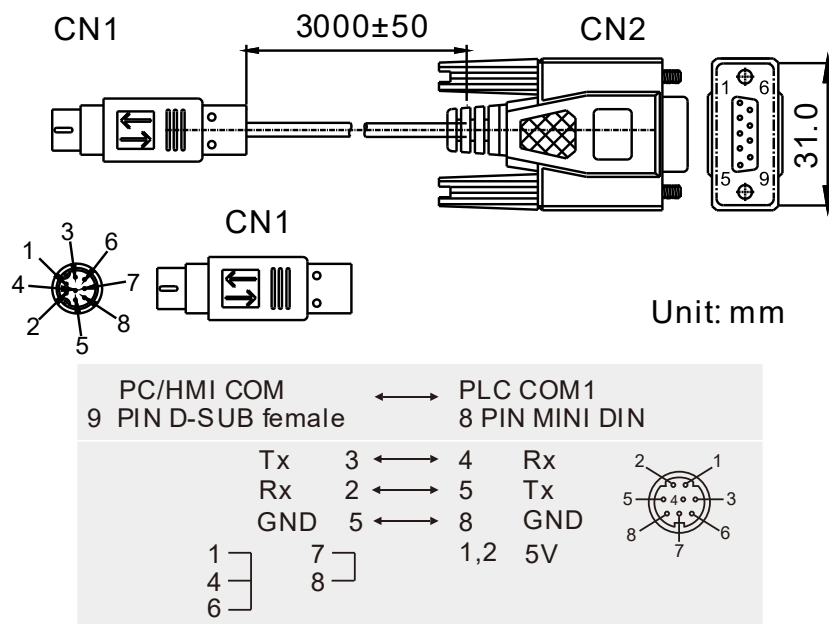 CN1
3000±50
CN2
1 6
5 9
31.0
CN1
3
1 6
4 7
2 8
5
Unit: mm
PC/HMI COM ↔ PLC COM1
9 PIN D-SUB female 8 PIN MINI DIN
Tx 3 ↔ 4 Rx
Rx 2 ↔ 5 Tx
GND 5 ↔ 8 GND
1 7 1,2 5V
4 8
6
2 1
5 4 3
8 6
7